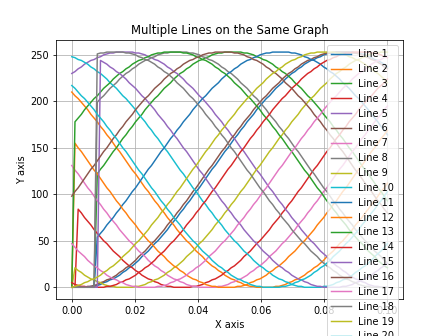 Multiple Lines on the Same Graph
Y axis
250
200
150
100
50
0
0.00
0.02
0.04
0.06
X axis
Line 1
Line 2
Line 3
Line 4
Line 5
Line 6
Line 7
Line 8
Line 9
Line 10
Line 11
Line 12
Line 13
Line 14
Line 15
Line 16
Line 17
Line 18
Line 19